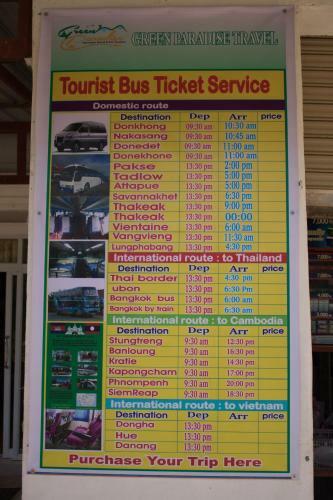 Green
GREEN PARADISE TRAVEL
Tourist Bus Ticket Service
Domestic route
Destination Dep Arr price
Donkhong 09:30 am 10:30 am
Nakasang 09:30 am 10:45 am
Donedet 09:30 am 11:00 am
Donekhone 09:30 am 11:00 am
Pakse 13:30 pm 2:00 pm
Tadlow 13:30 pm 5:00 pm
Attapue 13:30 pm 5:00 pm
Savannakhet 13:30 pm 6:30 pm
Thakeak 13:30 pm 9:00 pm
Thakeak 13:30 pm 00:00
Vientaine 13:30 pm 6:00 am
Vangvieng 13:30 pm 11:30 am
Lungphabang 13:30 pm 4:30 pm
International route : to Thailand
Destination Dep Arr price
Thai border 13:30 pm 4:30 pm
ubon 13:30 pm 6:30 Pm
Bangkok bus 13:30 pm 6:00 am
Bangkok by train 13:30 pm 6:30 am
International route : to Cambodia
Destination Dep Arr price
Stungtreng 9:30 am 12:30 pm
Banloung 9:30 am 16:30 pm
Kratie 9:30 am 14:30 pm
Kapongcham 9:30 am 17:00 pm
Phnompenh 9:30 am 20:00 pm
SiemReap 9:30 am 18:30 pm
International route : to vietnam
Destination Dep Arr price
Dongha 13:30 pm
Hue 13:30 pm
Danang 13:30 pm
Purchase Your Trip Here